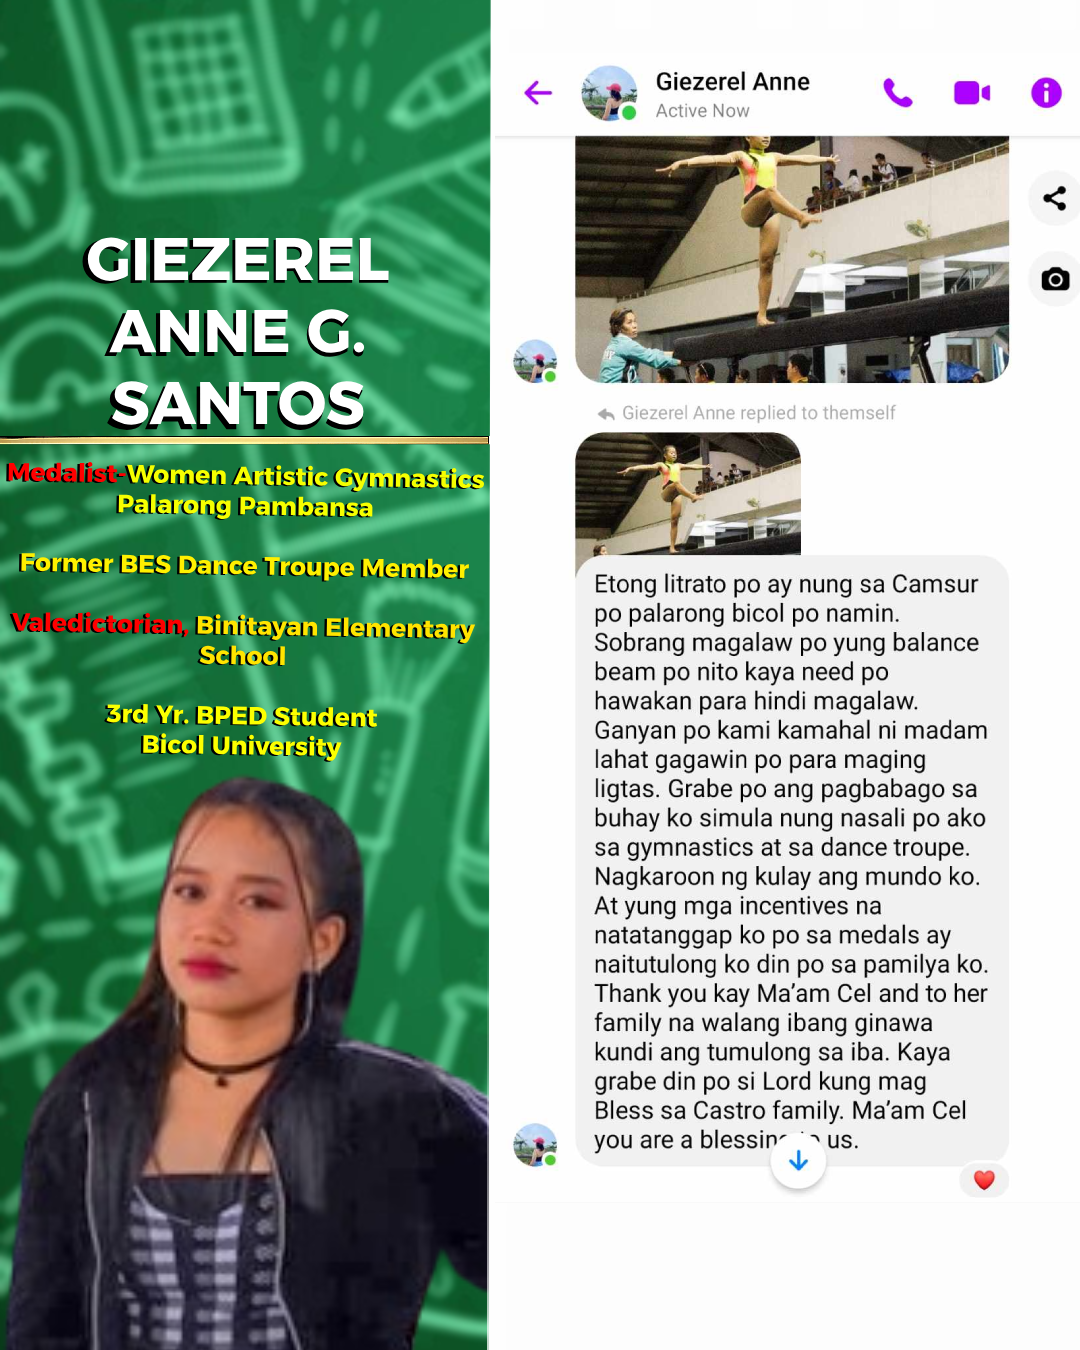 GIEZEREL
ANNE G.
SANTOS
Medalist-Women Artistic Gymnastics
Palarong Pambansa
Former BES Dance Troupe Member
Valedictorian, Binitayan Elementary
School
3rd Yr. BPED Student
Bicol University
Giezerel Anne
Active Now
Giezerel Anne replied to themself
Etong litrato po ay nung sa Camsur
po palarong bicol po namin.
Sobrang magalaw po yung balance
beam po nito kaya need po
hawakan para hindi magalaw.
Ganyan po kami kamahal ni madam
lahat gagawin po para maging
ligtas. Grabe po ang pagbabago sa
buhay ko simula nung nasali po ako
sa gymnastics at sa dance troupe.
Nagkaroon ng kulay ang mundo ko.
At yung mga incentives na
natatanggap ko po sa medals ay
naitutulong ko din po sa pamilya ko.
Thank you kay Ma'am Cel and to her
family na walang ibang ginawa
kundi ang tumulong sa iba. Kaya
grabe din po si Lord kung mag
Bless sa Castro family. Ma'am Cel
you are a blessing to us.